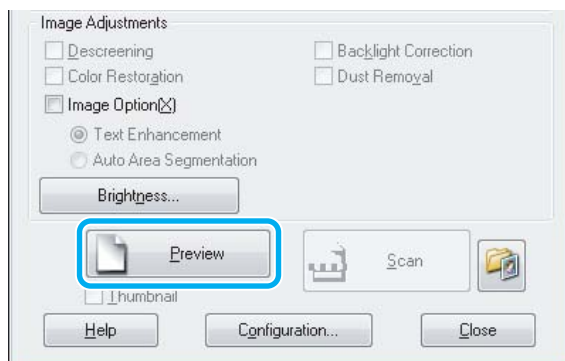 Image Adjustments
Descreening Backlight Correction
Color Restoration Dust Removal
Image Option(X)
Text Enhancement
Auto Area Segmentation
Brightness...
Preview Scan
Thumbnail
Help Configuration... Close